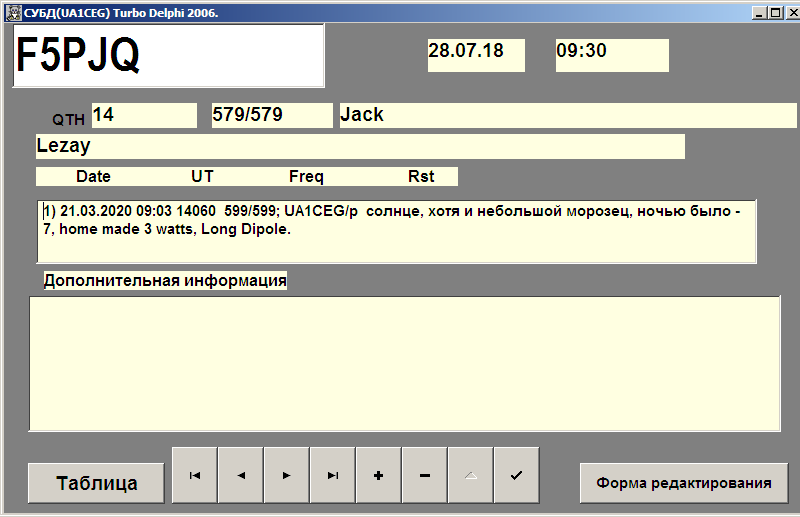 СУБД(UA1CEG) Turbo Delphi 2006.
F5PJQ
28.07.18 09:30
QTH 14 579/579 Jack
Lezay
Date UT Freq Rst
1) 21.03.2020 09:03 14060 599/599; UA1CEG/p солнце, хотя и небольшой морозец, ночью было -
7, home made 3 watts, Long Dipole.
Дополнительная информация
Таблица
Форма редактирования